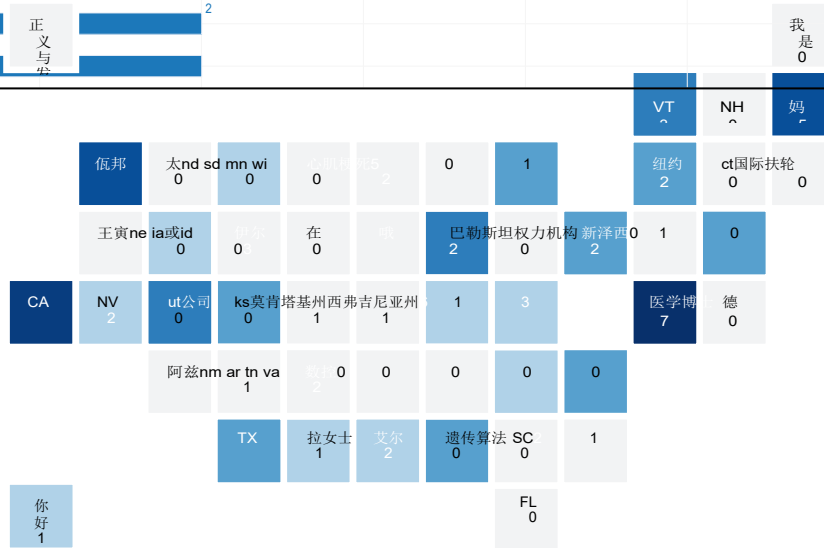 2
正
义
与
发
我
是
0
VT
NH
妈
佤邦
太nd sd mn wi
0 0 0
2
0
1
纽约
2
ct国际扶轮
0 0
王寅ne ia或id
0
0
在
0
巴勒斯坦权力机构
2 0
新泽西0
2
1
0
CA
NV
2
ut公司
0
ks莫肯塔基州西弗吉尼亚州
0 1 1
1
3
7
德
0
阿兹nm ar tn va
1
2
0
0
0
0
0
TX
拉女士
1
艾尔
2
遗传算法 SC
0 0
1
你
好
1
FL
0